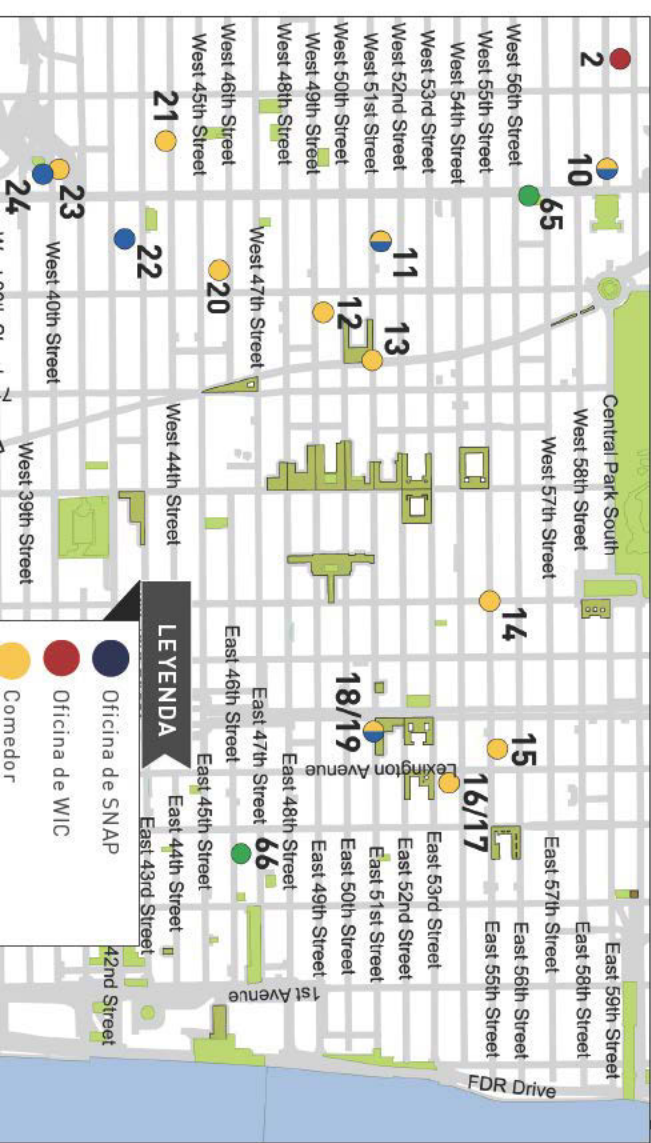 2
10
65
11
12
13
14
15
16/17
18/19
20
21
22
23
24
66
West 56th Street
West 55th Street
West 54th Street
West 53rd Street
West 52nd Street
West 51st Street
West 50th Street
West 49th Street
West 48th Street
West 46th Street
West 45th Street
West 47th Street
West 40th Street
Central Park South
West 58th Street
West 57th Street
West 44th Street
West 39th Street
East 59th Street
East 58th Street
East 57th Street
East 56th Street
East 55th Street
East 53rd Street
East 52nd Street
East 51st Street
East 50th Street
East 49th Street
East 48th Street
East 47th Street
East 46th Street
East 45th Street
East 44th Street
East 43rd Street
42nd Street
Lexington Avenue
1st Avenue
FDR Drive
LEYENDA
Oficina de SNAP
Oficina de WIC
Comedor